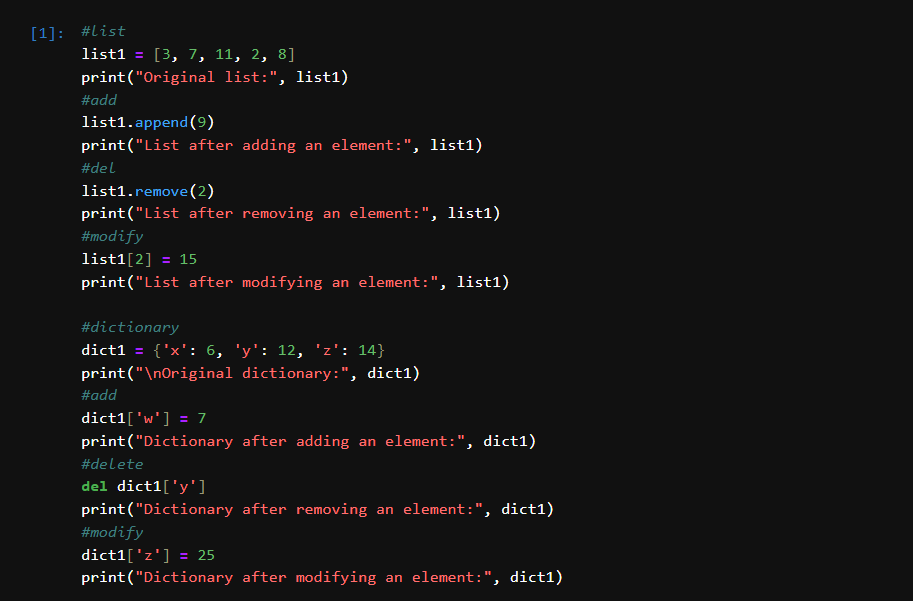 [1]: #list
list1 = [3, 7, 11, 2, 8]
print("Original list:", list1)
#add
list1.append(9)
print("List after adding an element:", list1)
#del
list1.remove(2)
print("List after removing an element:", list1)
#modify
list1[2] = 15
print("List after modifying an element:", list1)

#dictionary
dict1 = {'x': 6, 'y': 12, 'z': 14}
print("\nOriginal dictionary:", dict1)
#add
dict1['w'] = 7
print("Dictionary after adding an element:", dict1)
#delete
del dict1['y']
print("Dictionary after removing an element:", dict1)
#modify
dict1['z'] = 25
print("Dictionary after modifying an element:", dict1)